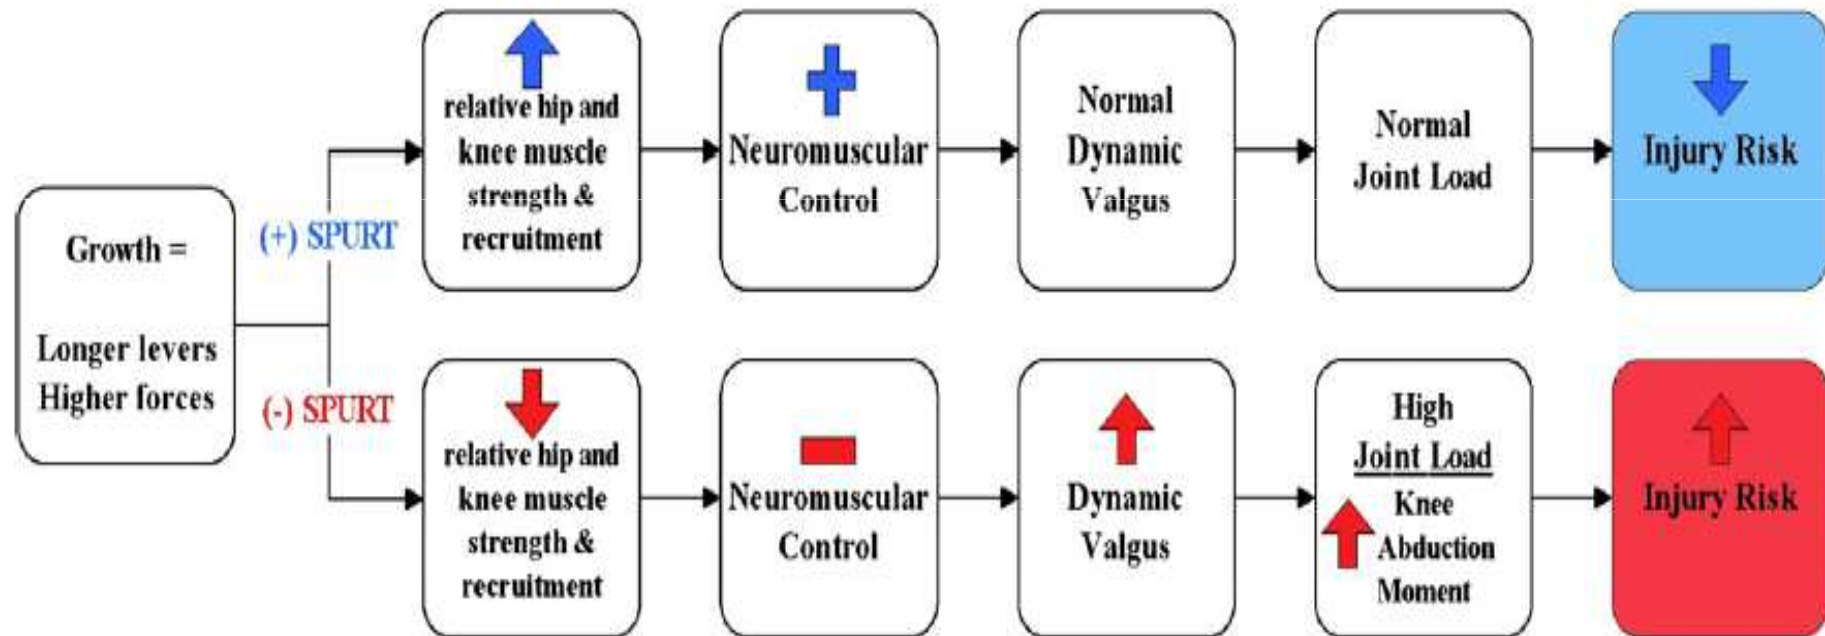 Growth =
Longer levers
Higher forces
(+) SPURT
relative hip and
knee muscle
strength &
recruitment
Neuromuscular
Control
Normal
Dynamic
Valgus
Normal
Joint Load
Injury Risk
(-) SPURT
relative hip and
knee muscle
strength &
recruitment
Neuromuscular
Control
Dynamic
Valgus
High
Joint Load
Knee
Abduction
Moment
Injury Risk